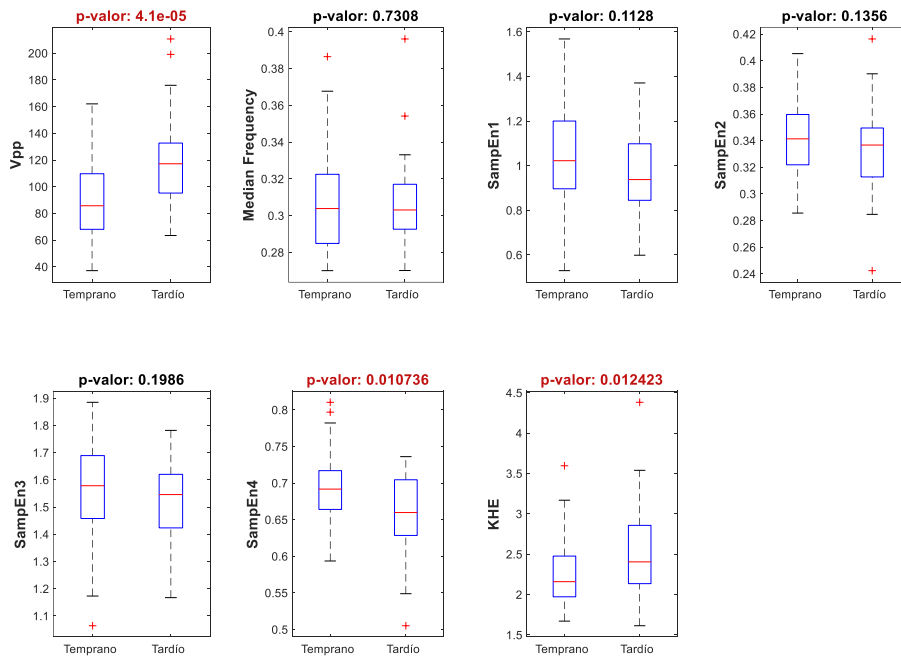 p-valor: 4.1e-05
Vpp
200
180
160
140
120
100
80
60
40
Temprano
Tardío
p-valor: 0.7308
Median Frequency
0.4
0.38
0.36
0.34
0.32
0.3
0.28
Temprano
Tardío
p-valor: 0.1128
SampEn1
1.6
1.4
1.2
1
0.8
0.6
Temprano
Tardío
p-valor: 0.1356
SampEn2
0.42
0.4
0.38
0.36
0.34
0.32
0.3
0.28
0.26
0.24
Temprano
Tardío
p-valor: 0.1986
SampEn3
1.9
1.8
1.7
1.6
1.5
1.4
1.3
1.2
1.1
Temprano
Tardío
p-valor: 0.010736
SampEn4
0.8
0.75
0.7
0.65
0.6
0.55
0.5
Temprano
Tardío
p-valor: 0.012423
KHE
4.5
4
3.5
3
2.5
2
1.5
Temprano
Tardío